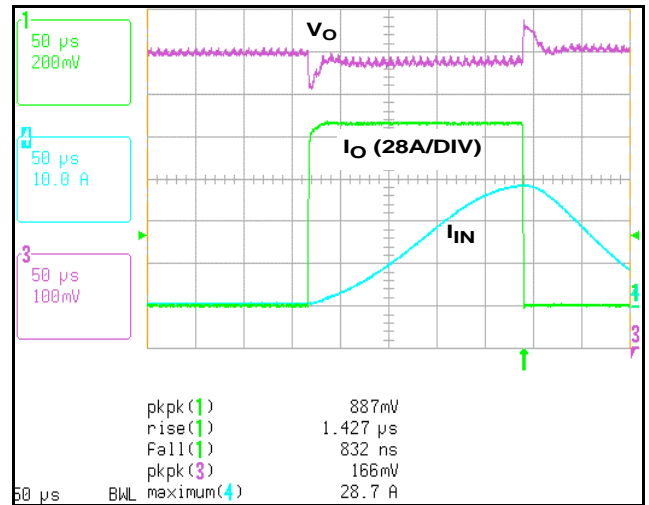 1
50 µs
200mV
4
50 µs
10.0 A
3
50 µs
100mV
VO
IO (28A/DIV)
IIN
4
3
pkpk(1) 887mV
rise(1) 1.427 µs
fall(1) 832 ns
pkpk(3) 166mV
50 µs BWL maximum(4) 28.7 A